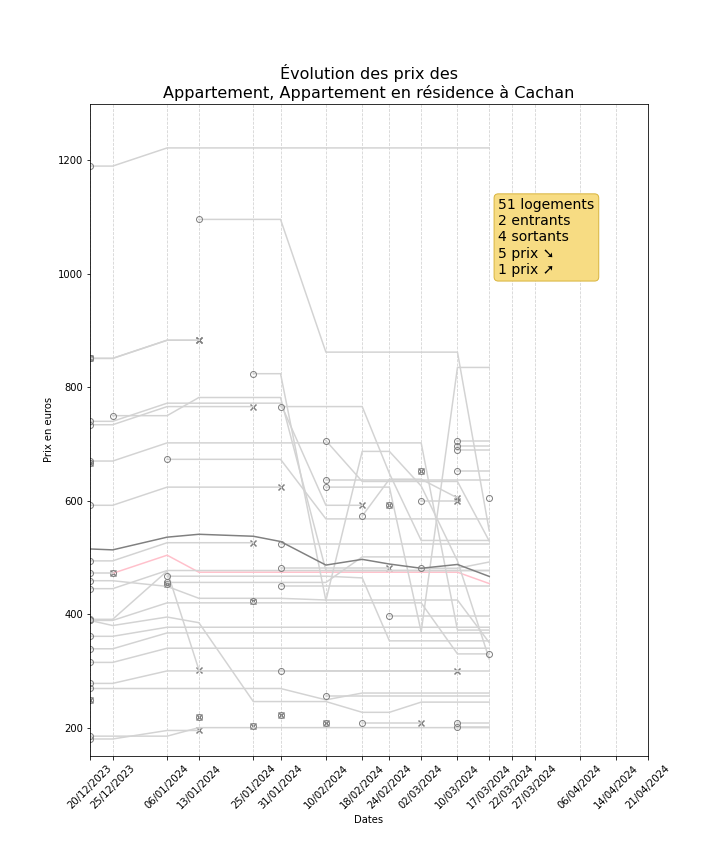 Évolution des prix des
Appartement, Appartement en résidence à Cachan
1200
1000
800
600
400
200
Prix en euros
51 logements
2 entrants
4 sortants
5 prix ➘
1 prix ➚
20/12/2023
25/12/2023
06/01/2024
13/01/2024
25/01/2024
31/01/2024
10/02/2024
18/02/2024
24/02/2024
02/03/2024
10/03/2024
17/03/2024
22/03/2024
27/03/2024
06/04/2024
14/04/2024
21/04/2024
Dates